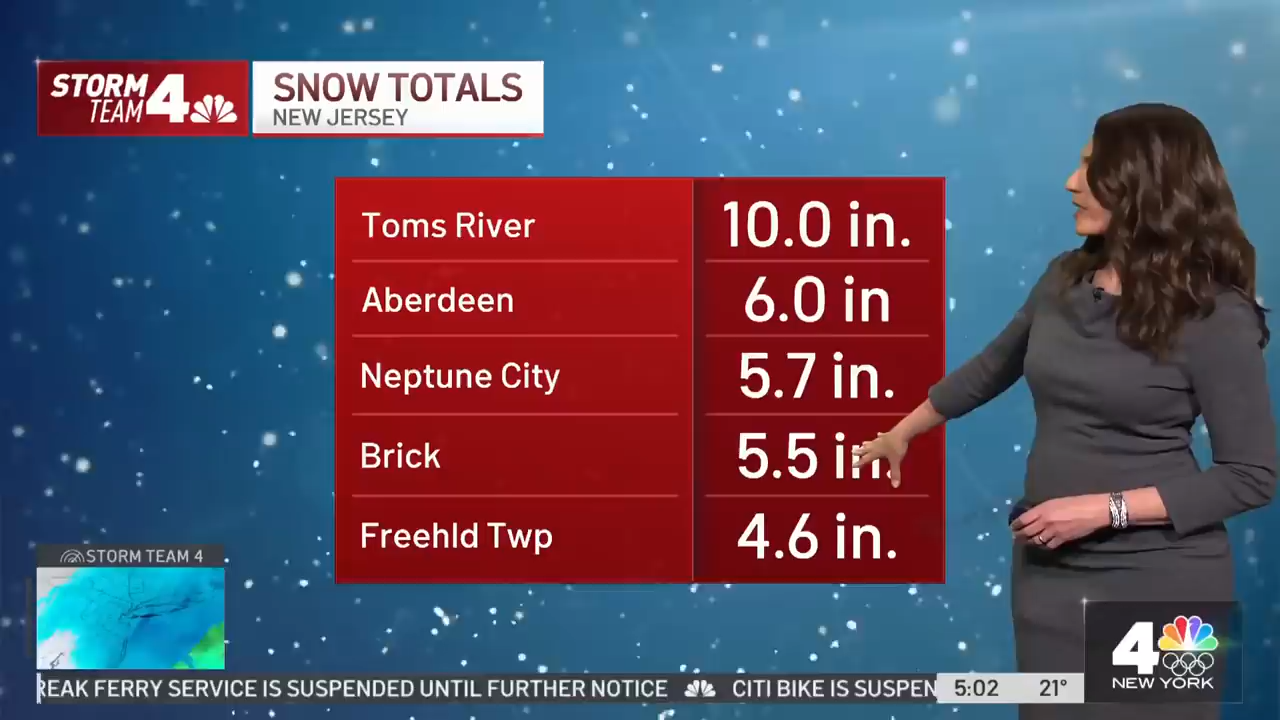 STORM TEAM 4
SNOW TOTALS
NEW JERSEY
Toms River 10.0 in.
Aberdeen 6.0 in
Neptune City 5.7 in.
Brick 5.5 in.
Freehld Twp 4.6 in.
STORM TEAM 4
REAK FERRY SERVICE IS SUSPENDED UNTIL FURTHER NOTICE CITI BIKE IS SUSPEN
5:02 21°
4
NEW YORK